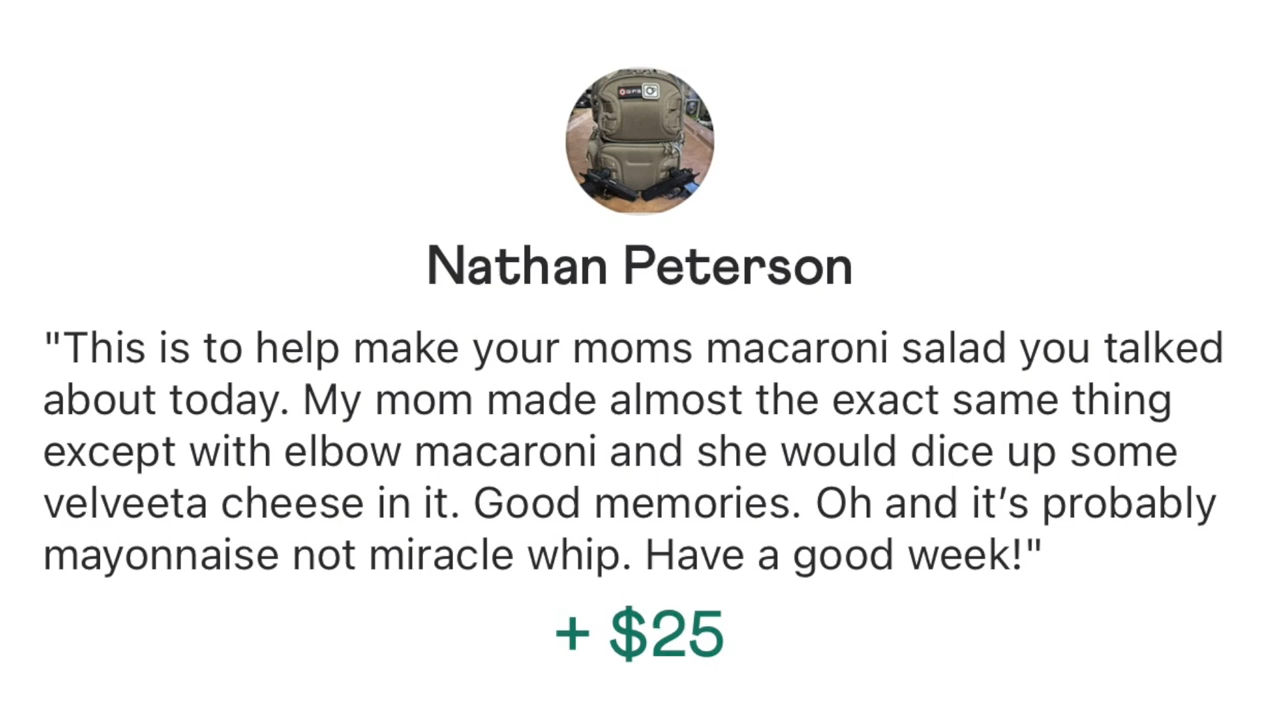 GPS
Nathan Peterson
"This is to help make your moms macaroni salad you talked
about today. My mom made almost the exact same thing
except with elbow macaroni and she would dice up some
velveeta cheese in it. Good memories. Oh and it’s probably
mayonnaise not miracle whip. Have a good week!"
+ $25